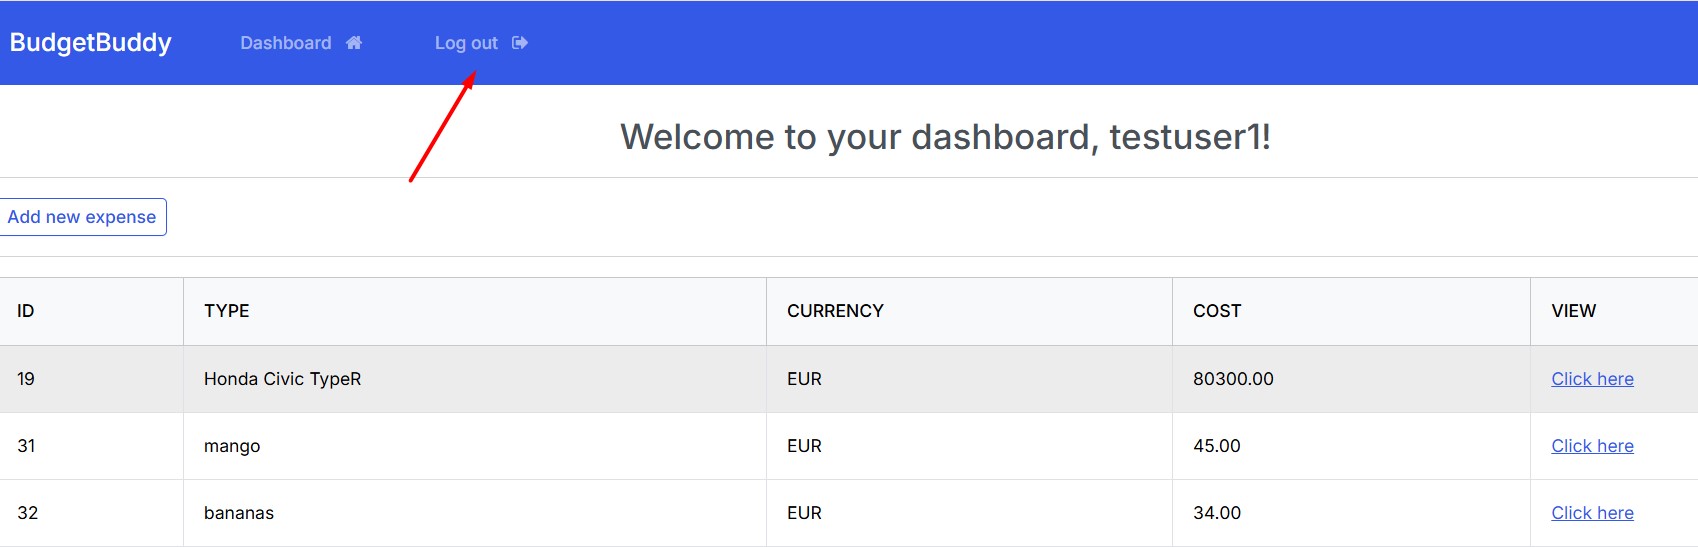 BudgetBuddy Dashboard Log out
Welcome to your dashboard, testuser1!
Add new expense
ID TYPE CURRENCY COST VIEW
19 Honda Civic TypeR EUR 80300.00 Click here
31 mango EUR 45.00 Click here
32 bananas EUR 34.00 Click here